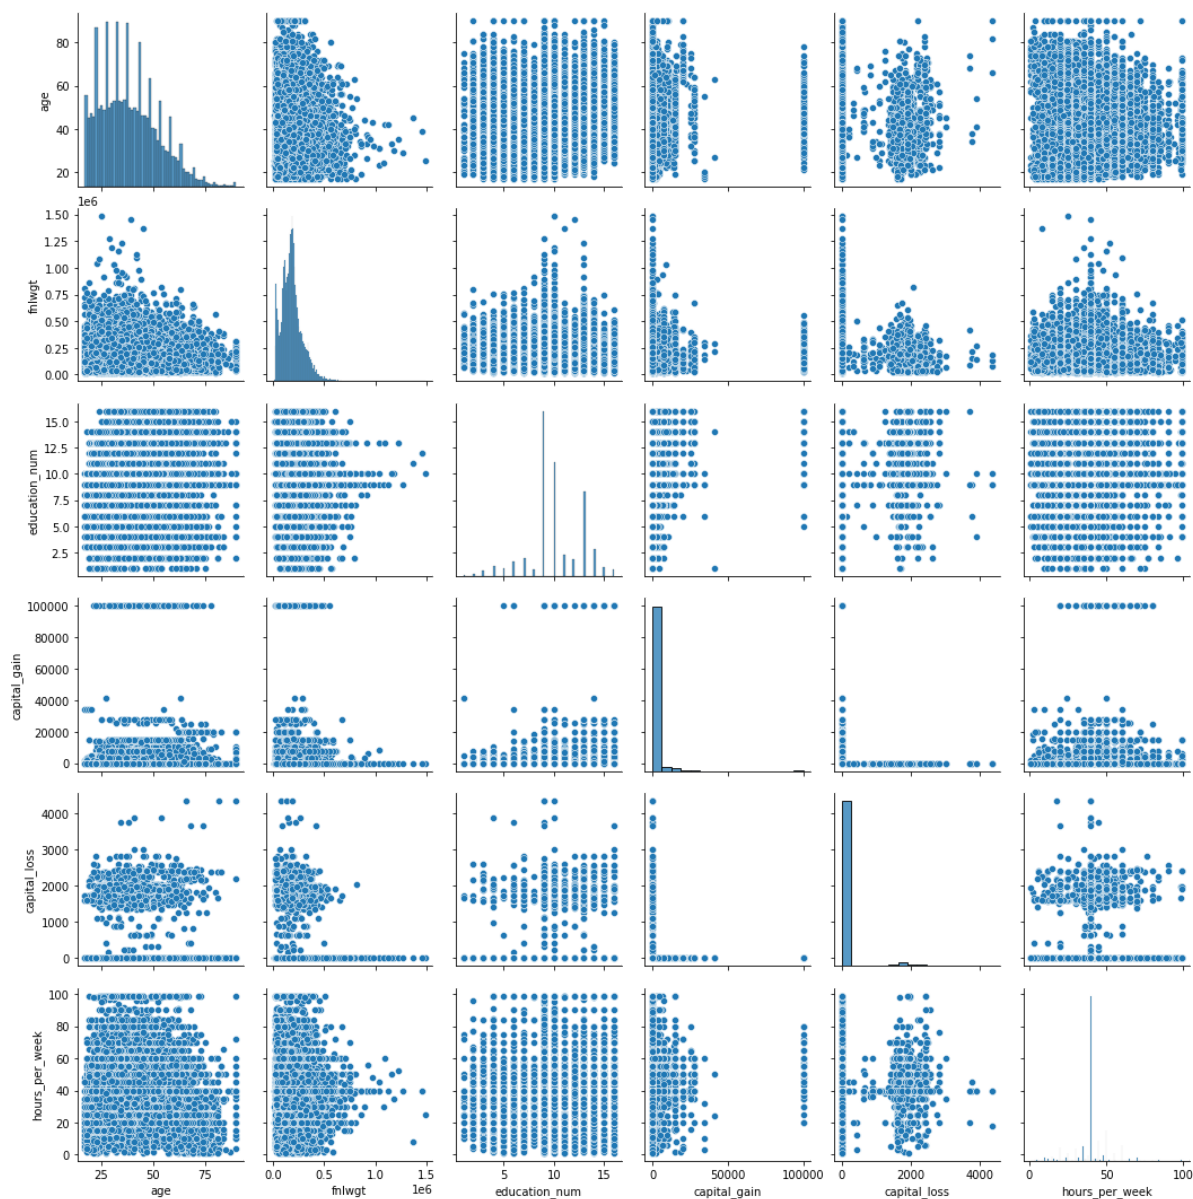 80
60
40
20
age
1e6
1.50
1.25
1.00
0.75
0.50
0.25
0.00
fnlwgt
15.0
12.5
10.0
7.5
5.0
2.5
education_num
100000
80000
60000
40000
20000
0
capital_gain
4000
3000
2000
1000
0
capital_loss
100
80
60
40
20
0
hours_per_week
25 50 75
age
0.0 0.5 1.0 1.5
1e6
fnlwgt
5 10 15
education_num
0 50000 100000
capital_gain
0 2000 4000
capital_loss
0 50 100
hours_per_week